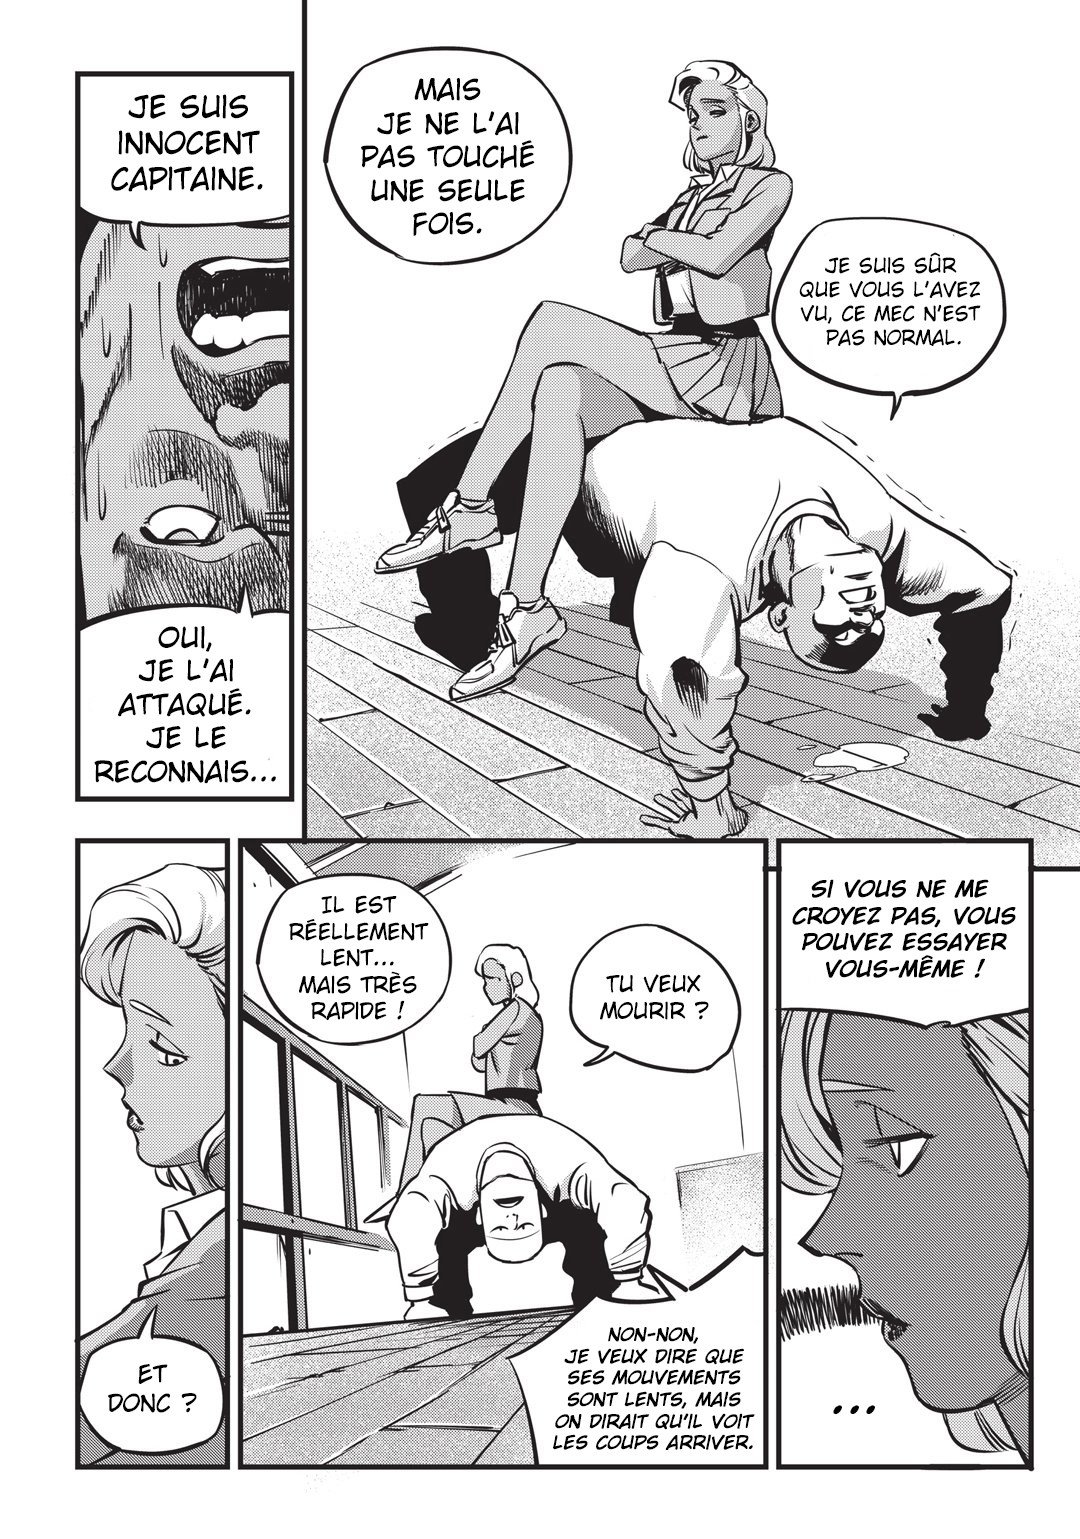 JE SUIS
INNOCENT
CAPITAINE.
OUI,
JE L'AI
ATTAQUÉ.
JE LE
RECONNAIS...
MAIS
JE NE L'AI
PAS TOUCHÉ
UNE SEULE
FOIS.
JE SUIS SÛR
QUE VOUS L'AVEZ
VU, CE MEC N'EST
PAS NORMAL.
ET
DONC ?
IL EST
RÉELLEMENT
LENT...
MAIS TRÈS
RAPIDE !
TU VEUX
MOURIR ?
NON-NON,
JE VEUX DIRE QUE
SES MOUVEMENTS
SONT LENTS, MAIS
ON DIRAIT QU'IL VOIT
LES COUPS ARRIVER.
SI VOUS NE ME
CROYEZ PAS, VOUS
POUVEZ ESSAYER
VOUS-MÊME !
...